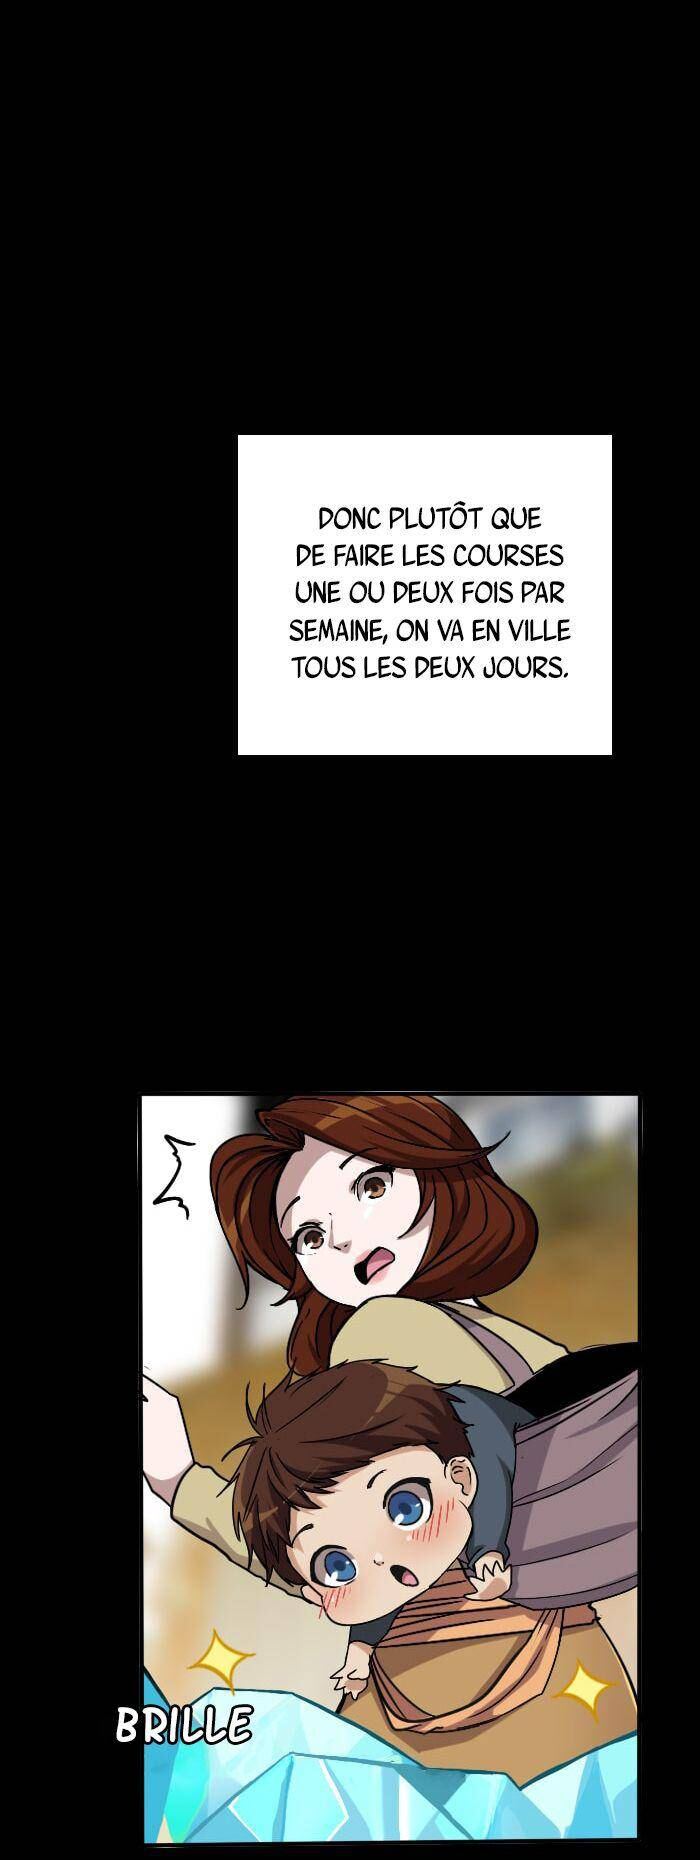 DONC PLUTÔT QUE
DE FAIRE LES COURSES
UNE OU DEUX FOIS PAR
SEMAINE, ON VA EN VILLE
TOUS LES DEUX JOURS.
BRILLE